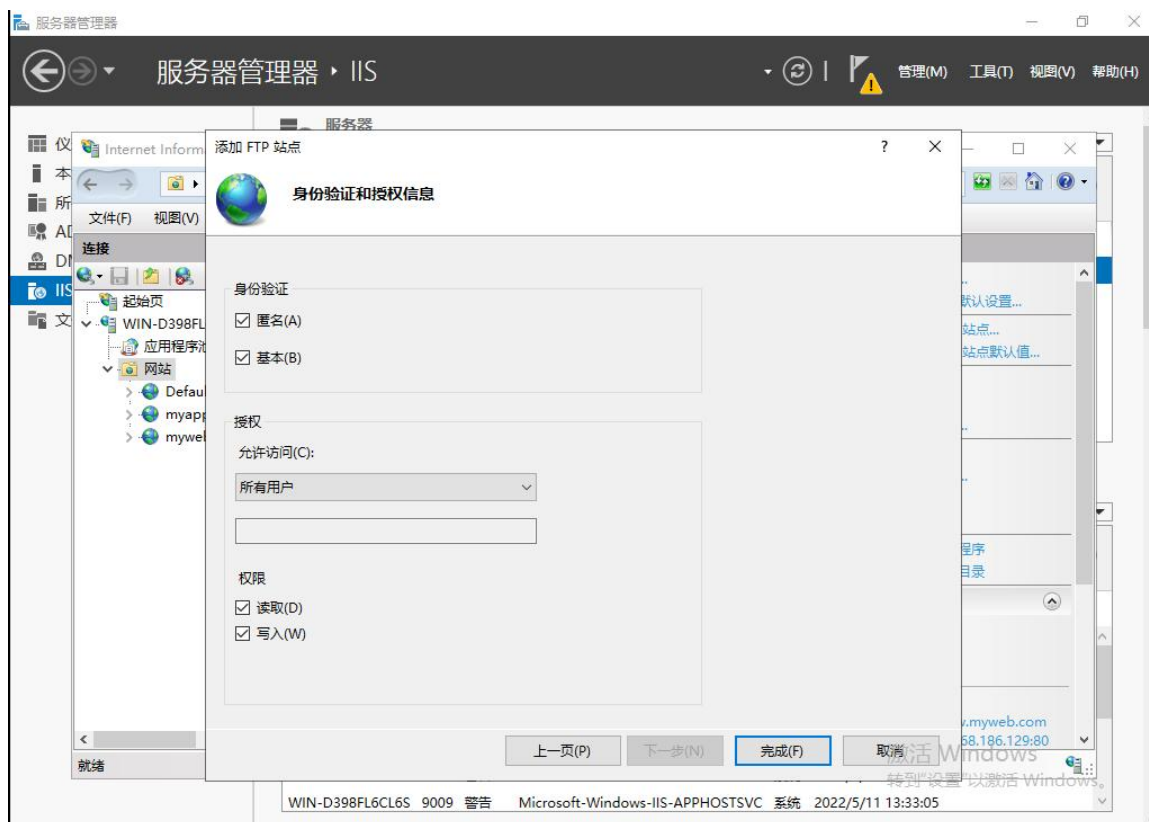 服务器管理器
服务器管理器 ‣ IIS
管理(M) 工具(T) 视图(V) 帮助(H)
服务器
仪
本
所
IIS
文
Internet Inform
文件(F) 视图(V)
连接
起始页
WIN-D398FL
应用程序池
网站
Defaul
myapp
myweb
就绪
添加 FTP 站点
?
身份验证和授权信息
身份验证
匿名(A)
基本(B)
授权
允许访问(C):
所有用户
权限
读取(D)
写入(W)
上一页(P) 下一步(N) 完成(F) 取消
默认设置...
站点...
站点默认值...
程序
目录
.myweb.com
68.186.129:80
激活 Windows
转到"设置"以激活 Windows。
WIN-D398FL6CL6S 9009 警告 Microsoft-Windows-IIS-APPHOSTSVC 系统 2022/5/11 13:33:05